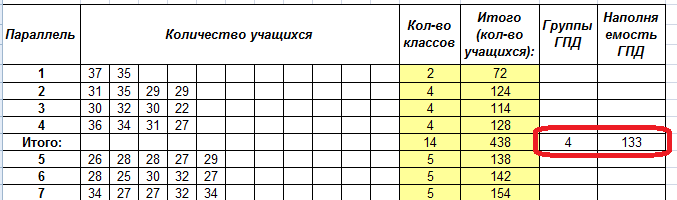 Параллель Количество учащихся Кол-во классов Итого (кол-во учащихся): Группы ГПД Наполня емость ГПД
1 37 35 2 72
2 31 35 29 29 4 124
3 30 32 30 22 4 114
4 36 34 31 27 4 128
Итого: 14 438 4 133
5 26 28 28 27 29 5 138
6 28 25 30 32 27 5 142
7 34 27 27 32 34 5 154